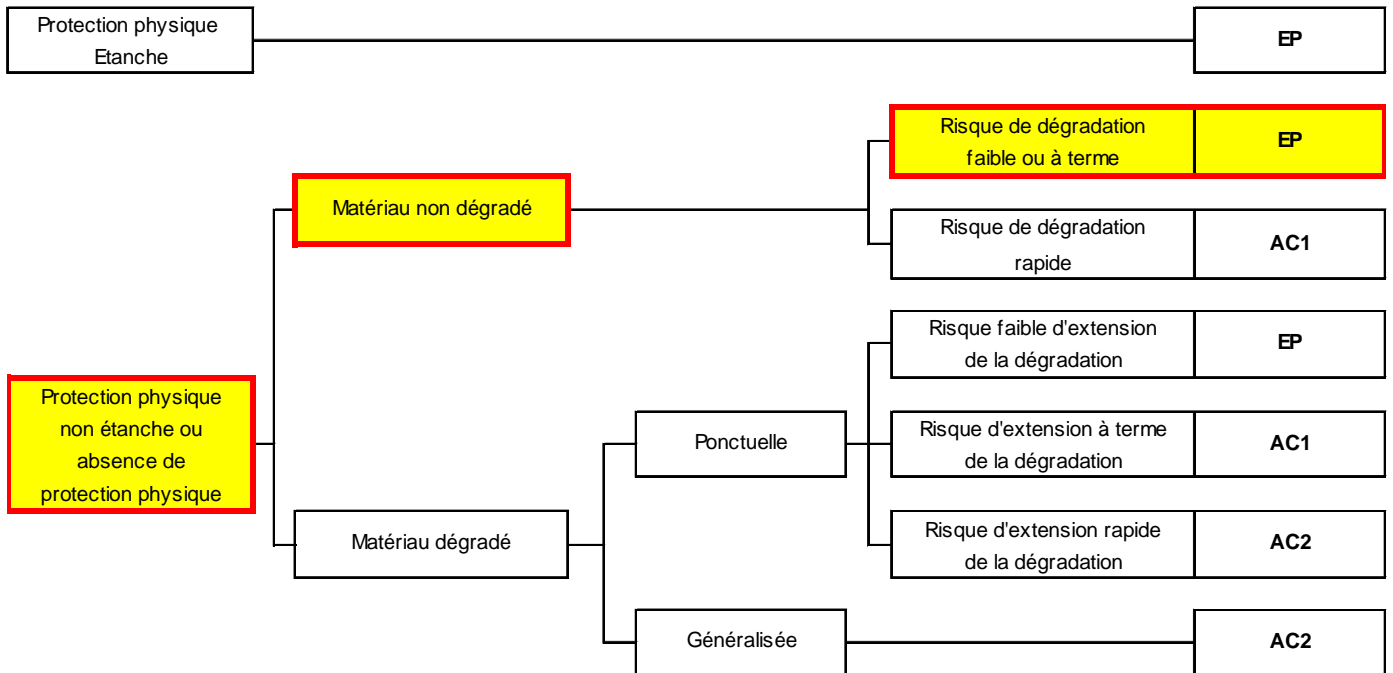 Protection physique
Etanche
EP
Risque de dégradation
faible ou à terme
EP
Matériau non dégradé
Risque de dégradation
rapide
AC1
Risque faible d'extension
de la dégradation
EP
Protection physique
non étanche ou
absence de
protection physique
Ponctuelle
Risque d'extension à terme
de la dégradation
AC1
Matériau dégradé
Risque d'extension rapide
de la dégradation
AC2
Généralisée
AC2